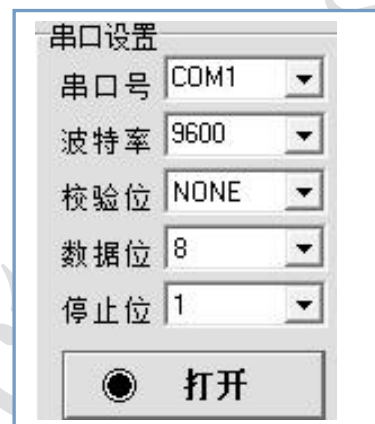 串口设置
串口号 COM1
波特率 9600
校验位 NONE
数据位 8
停止位 1
打开